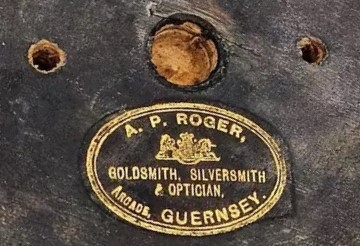 A. P. ROGER,
GOLDSMITH, SILVERSMITH
& OPTICIAN,
ARCADE, GUERNSEY.